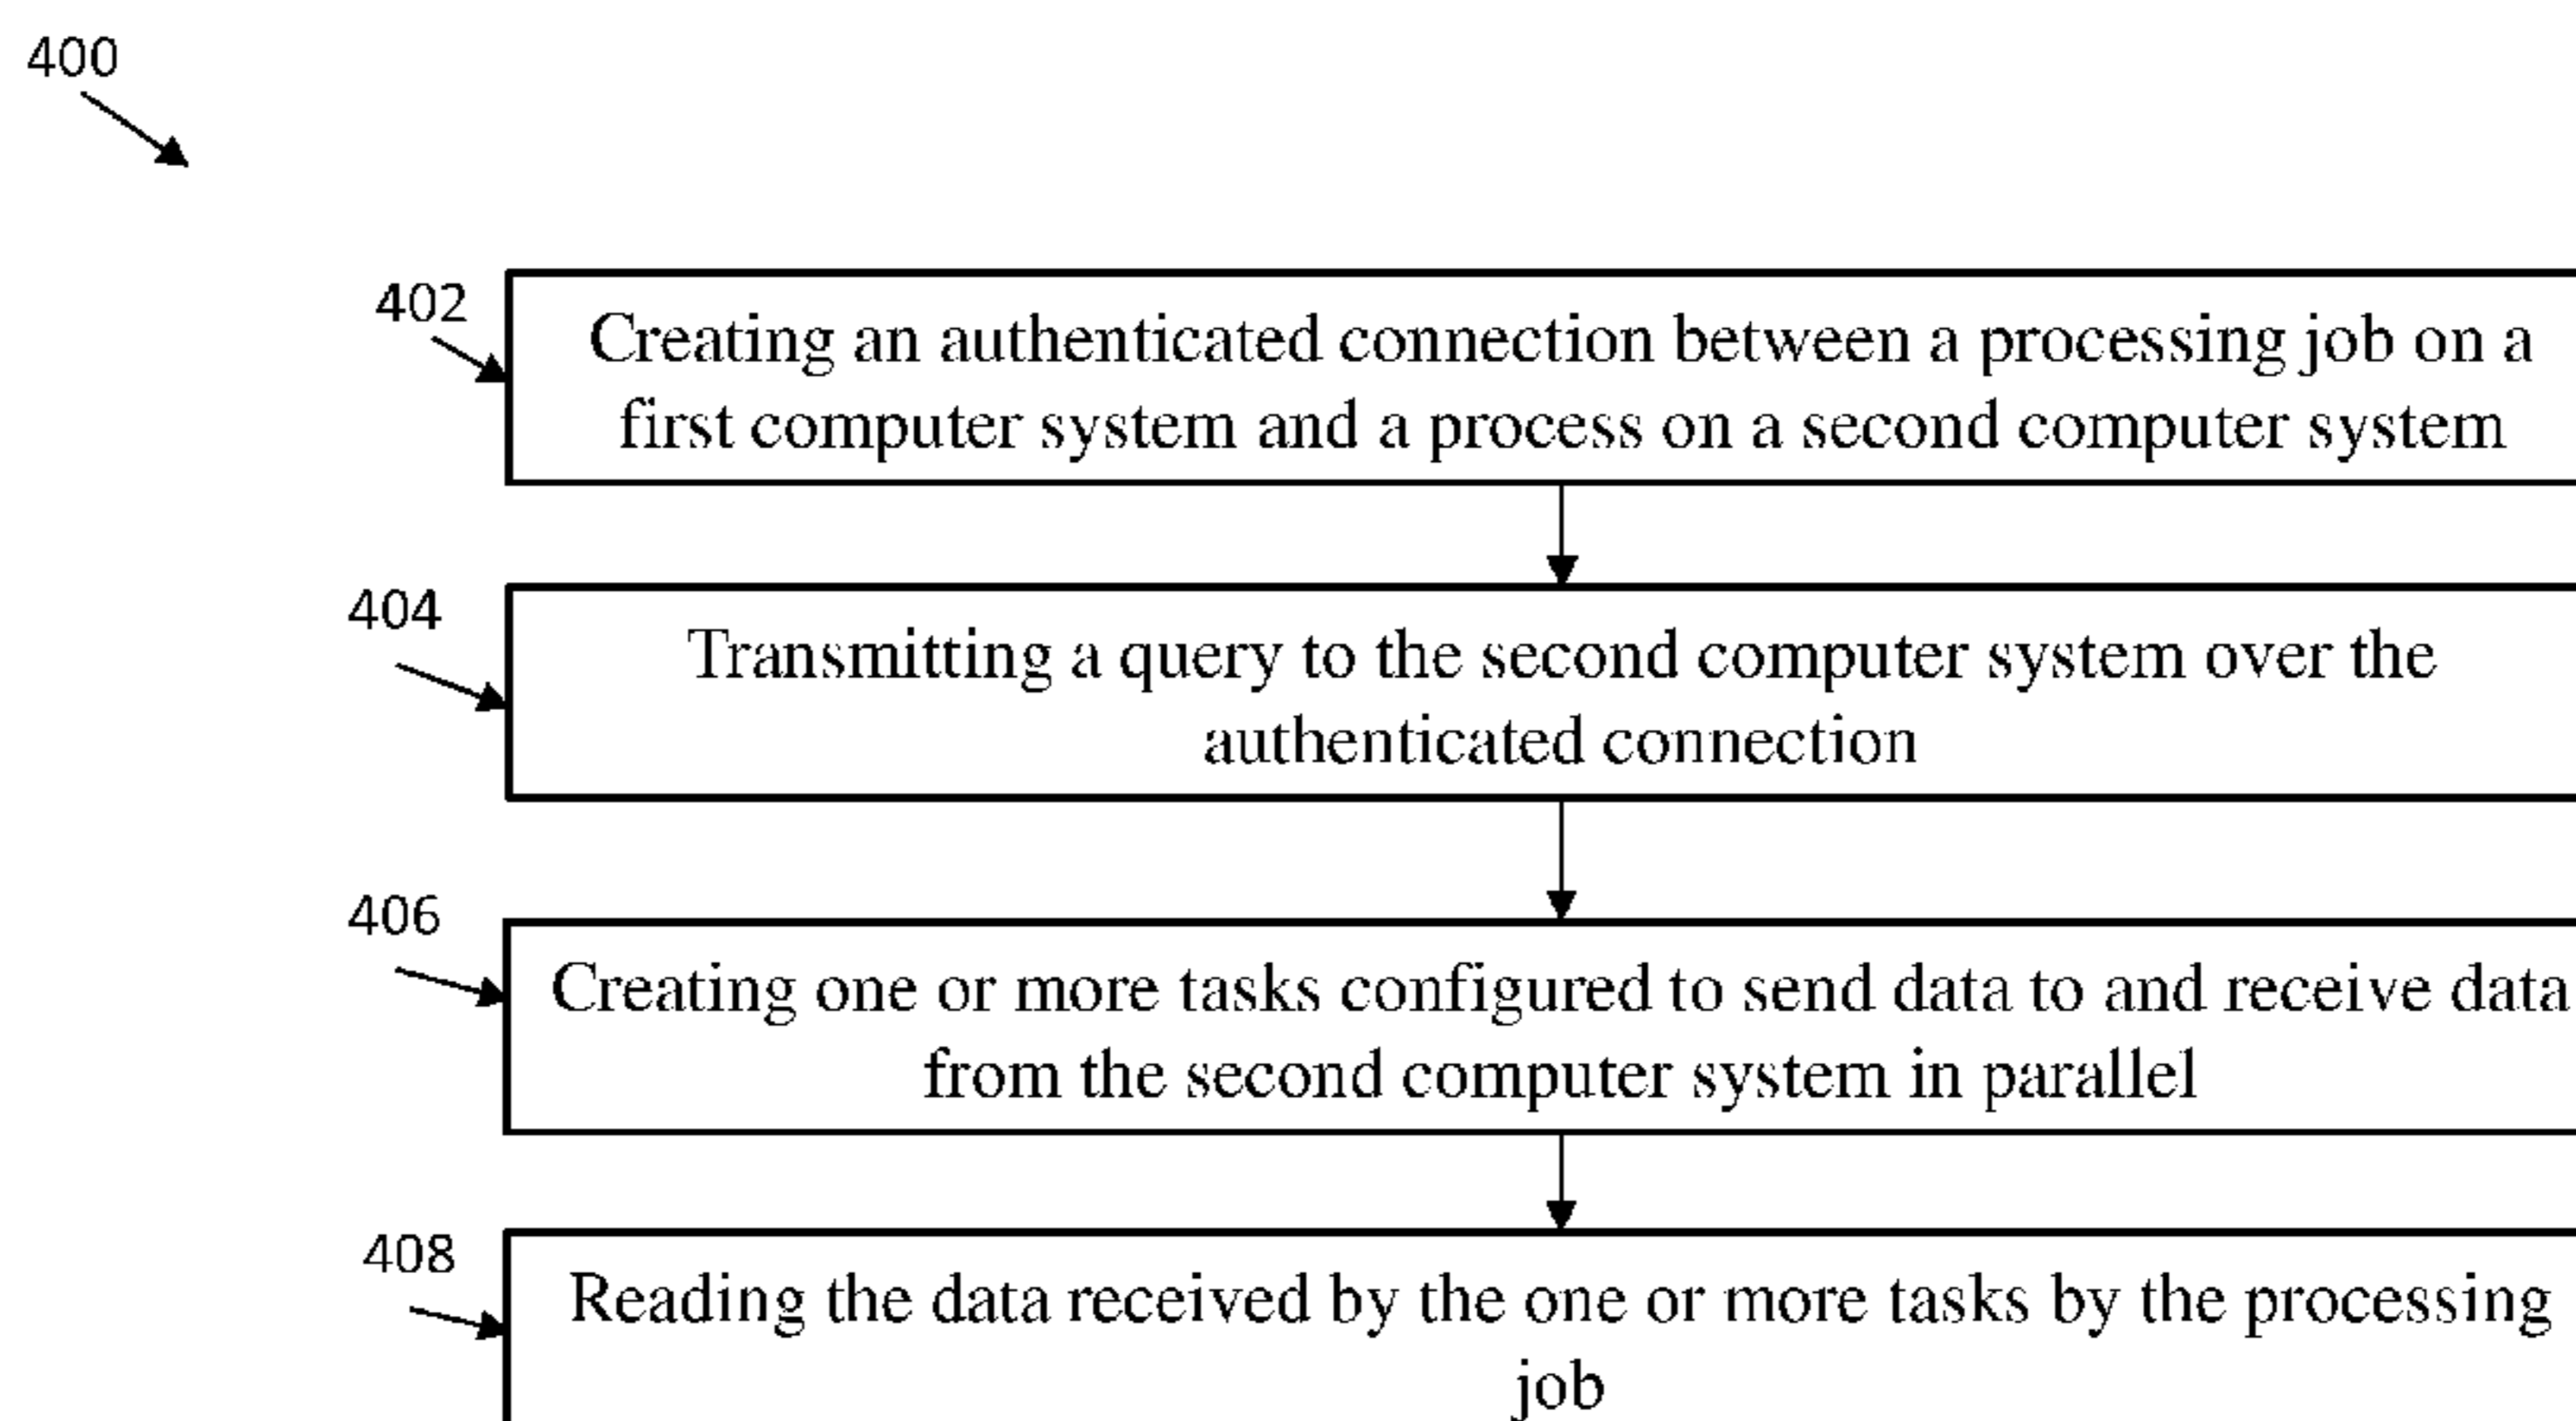 400
402
Creating an authenticated connection between a processing job on a
first computer system and a process on a second computer system
404
Transmitting a query to the second computer system over the
authenticated connection
406
Creating one or more tasks configured to send data to and receive data
from the second computer system in parallel
408
Reading the data received by the one or more tasks by the processing
job